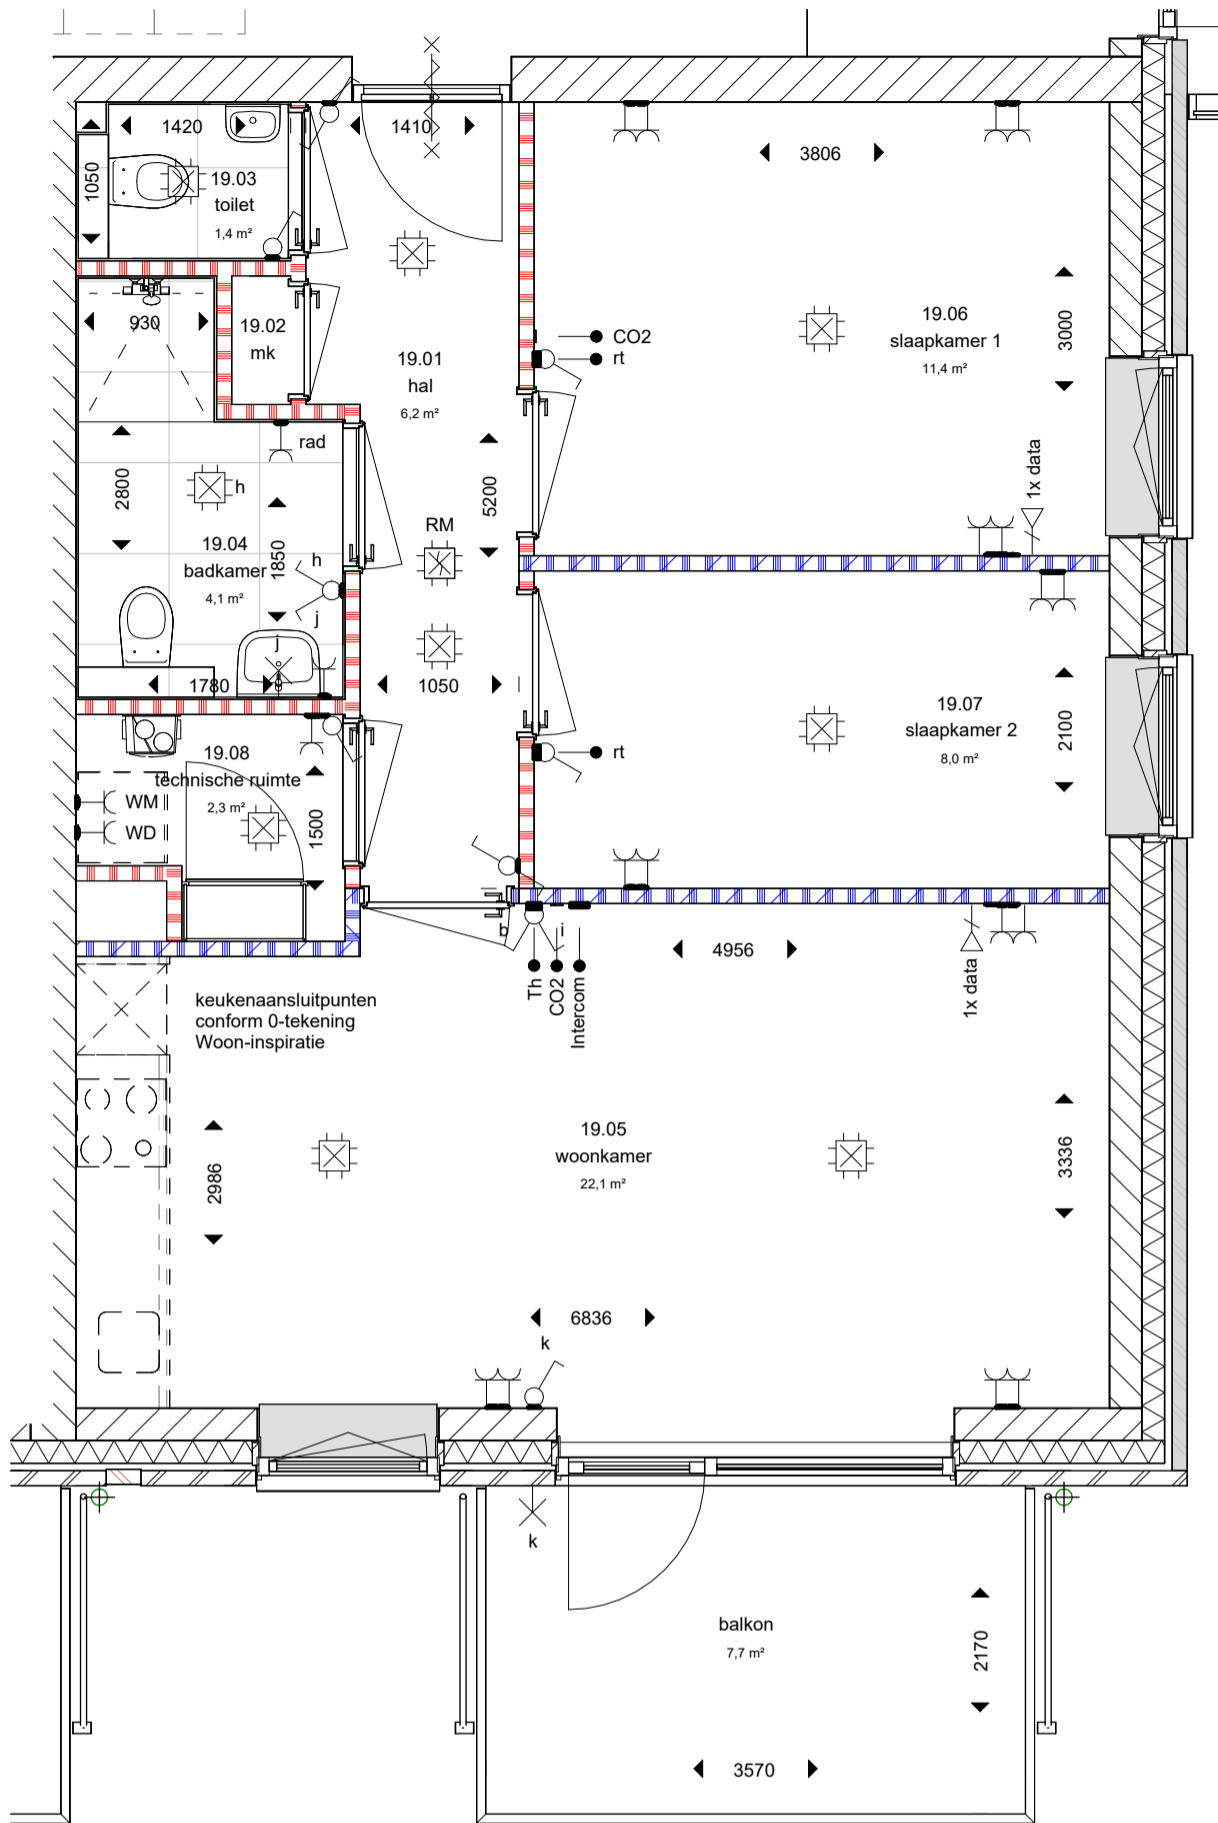 1420
1410
3806
1050
19.03
toilet
1,4 m²
930
19.02
mk
19.01
hal
6,2 m²
CO2
rt
19.06
slaapkamer 1
11,4 m²
3000
rad
2800
h
1850
5200
1x data
RM
19.04
badkamer
4,1 m²
h
j
j
1780
1050
19.07
slaapkamer 2
8,0 m²
2100
rt
19.08
technische ruimte
2,3 m²
WM
WD
1500
b
i
Th
CO2
Intercom
4956
1x data
keukenaansluitpunten
conform 0-tekening
Woon-inspiratie
2986
19.05
woonkamer
22,1 m²
3336
6836
k
k
balkon
7,7 m²
2170
3570